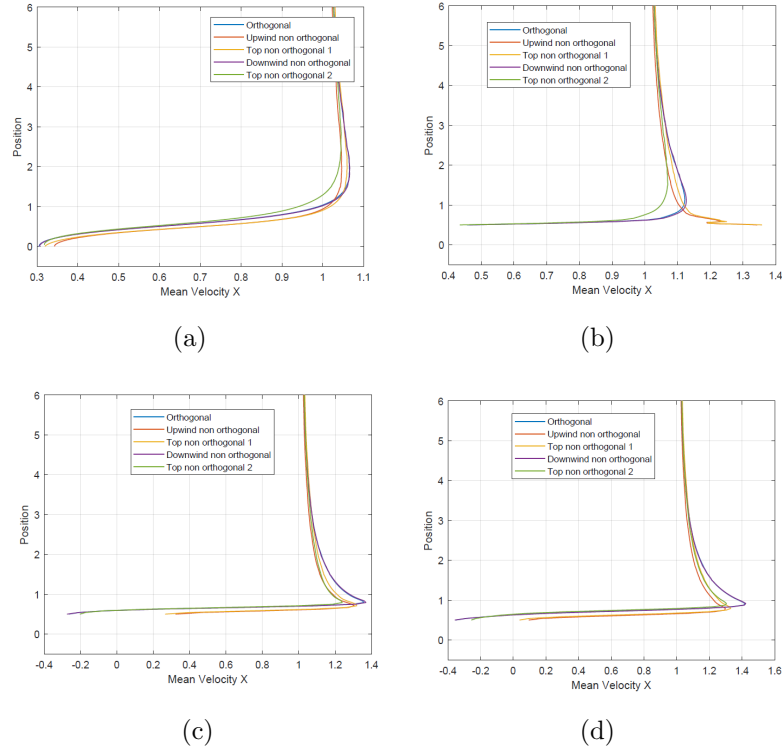 6
5
4
3
2
1
0
Position
Orthogonal
Upwind non orthogonal
Top non orthogonal 1
Downwind non orthogonal
Top non orthogonal 2
0.3 0.4 0.5 0.6 0.7 0.8 0.9 1 1.1
Mean Velocity X
(a)
6
5
4
3
2
1
0
Position
Orthogonal
Upwind non orthogonal
Top non orthogonal 1
Downwind non orthogonal
Top non orthogonal 2
0.4 0.5 0.6 0.7 0.8 0.9 1 1.1 1.2 1.3 1.4
Mean Velocity X
(b)
6
5
4
3
2
1
0
Position
Orthogonal
Upwind non orthogonal
Top non orthogonal 1
Downwind non orthogonal
Top non orthogonal 2
-0.4 -0.2 0 0.2 0.4 0.6 0.8 1 1.2 1.4
Mean Velocity X
(c)
6
5
4
3
2
1
0
Position
Orthogonal
Upwind non orthogonal
Top non orthogonal 1
Downwind non orthogonal
Top non orthogonal 2
-0.4 -0.2 0 0.2 0.4 0.6 0.8 1 1.2 1.4 1.6
Mean Velocity X
(d)